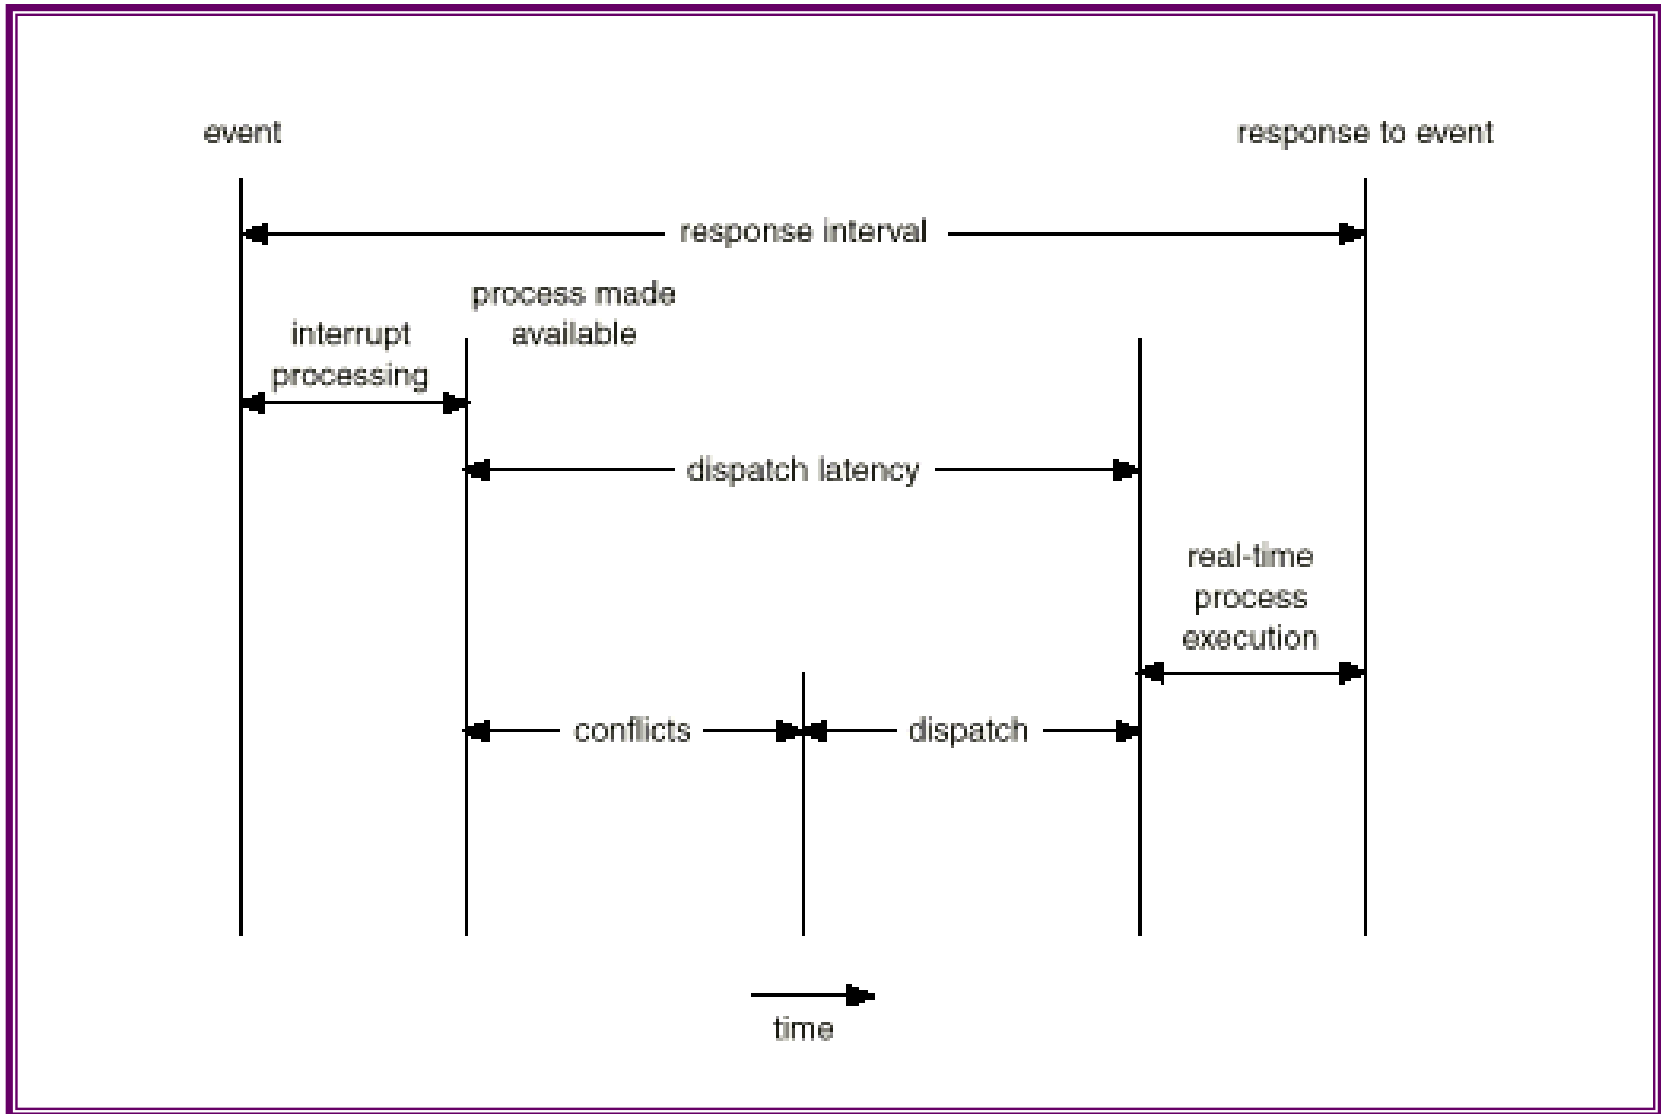 event
response to event
response interval
process made
available
interrupt
processing
dispatch latency
real-time
process
execution
conflicts
dispatch
time